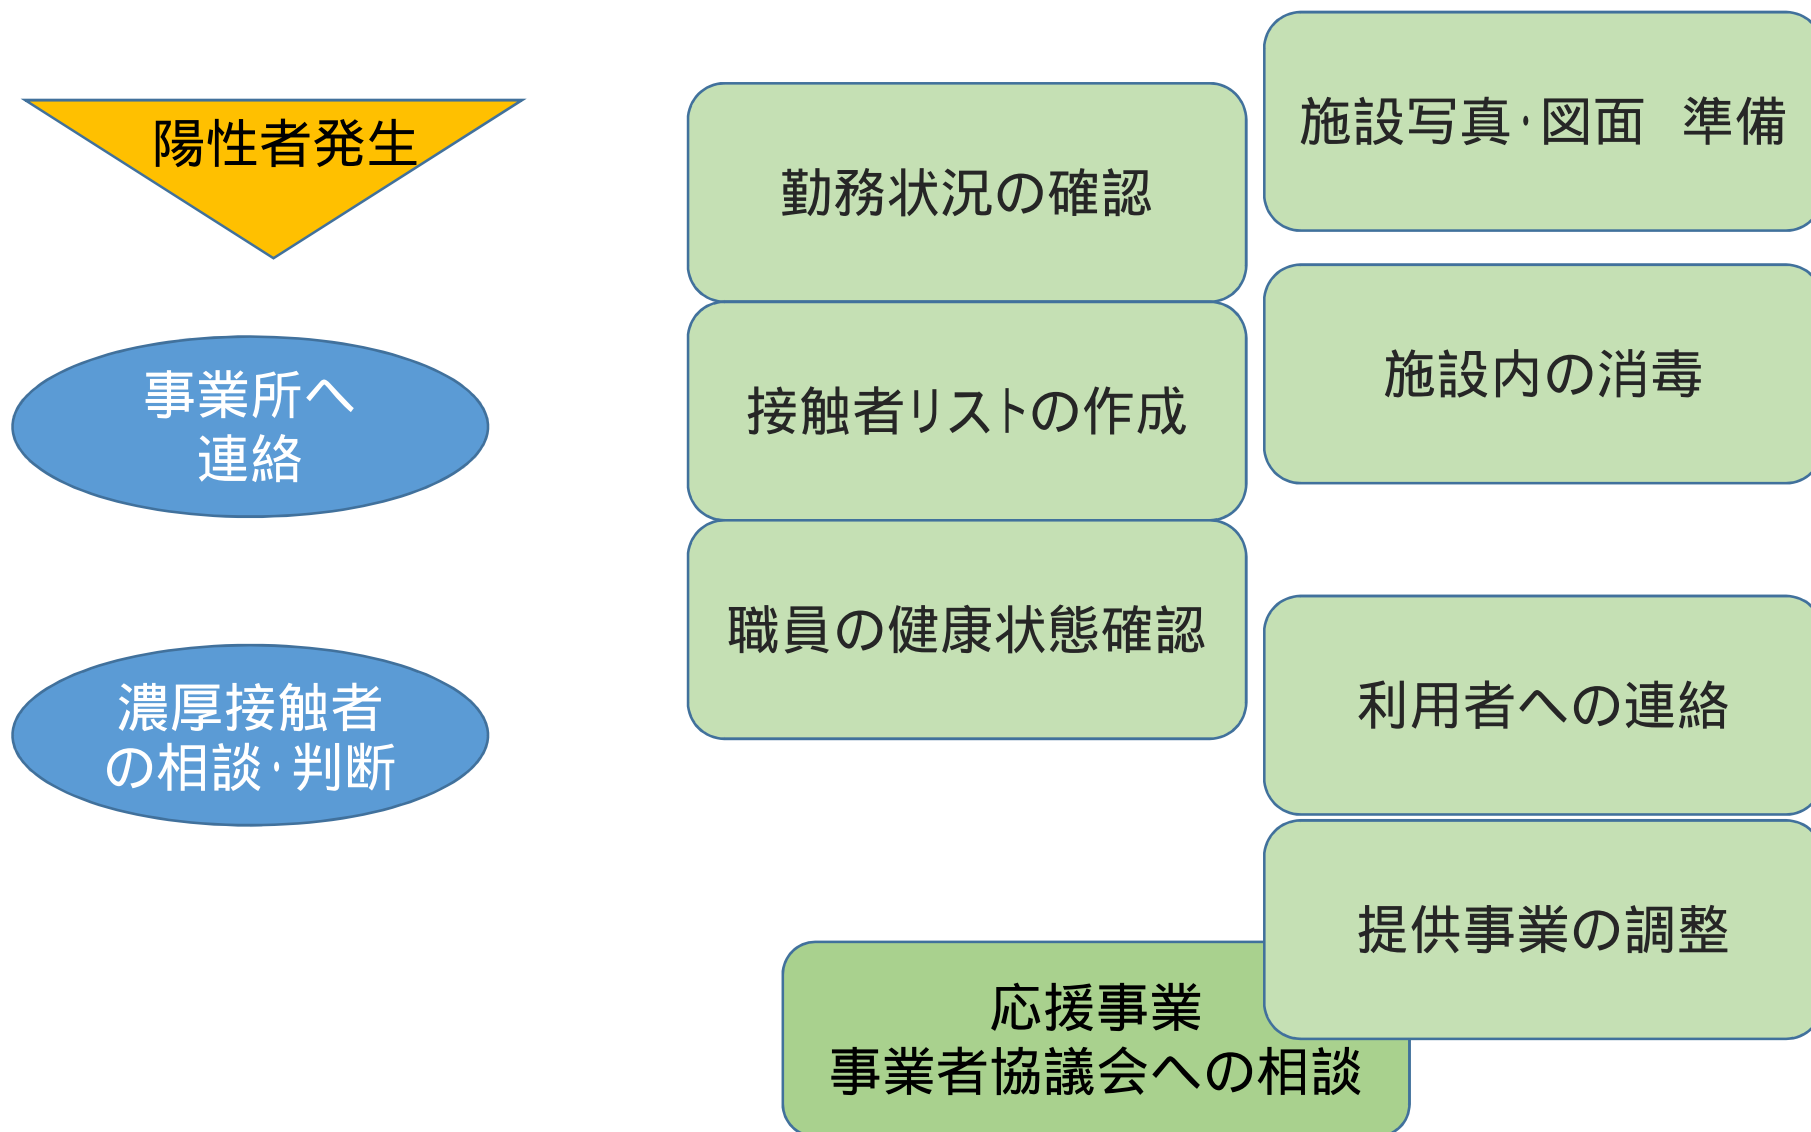 陽性者発生
事業所へ
連絡
濃厚接触者
の相談・判断
勤務状況の確認
接触者リストの作成
職員の健康状態確認
施設写真・図面　準備
施設内の消毒
利用者への連絡
提供事業の調整
応援事業
事業者協議会への相談